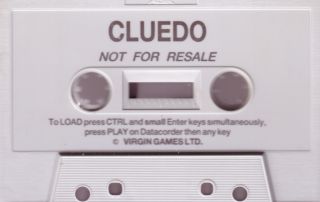 CLUEDO
NOT FOR RESALE
To LOAD press CTRL and small Enter keys simultaneously,
press PLAY on Datacorder then any key
© VIRGIN GAMES LTD.